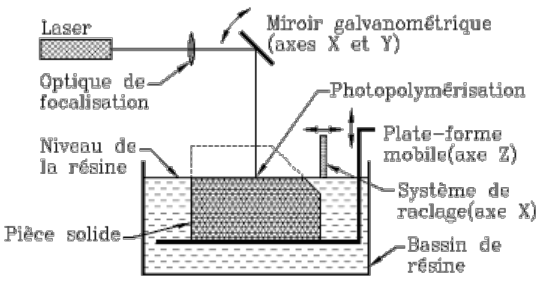 Laser
Miroir galvanométrique
(axes X et Y)
Optique de
focalisation
Photopolymérisation
Niveau de
la résine
Plate-forme
mobile(axe Z)
Système de
raclage(axe X)
Pièce solide
Bassin de
résine